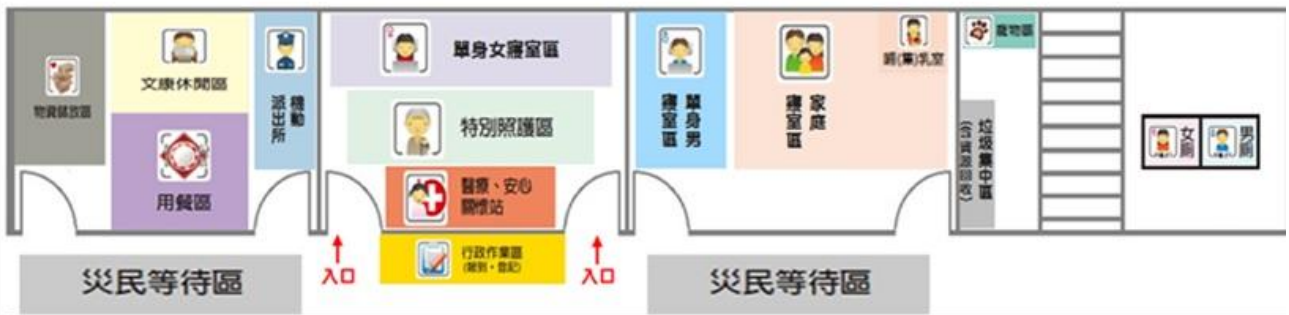 物資儲放區
文康休閒區
用餐區
機動
派出所
單身女寢室區
特別照護區
醫療、安心
關懷站
行政作業區
(報到、登記)
入口
入口
單身男
寢室區
家庭
寢室區
哺(集)乳室
寵物區
垃圾集中區
(含資源回收)
女廁
男廁
災民等待區
災民等待區